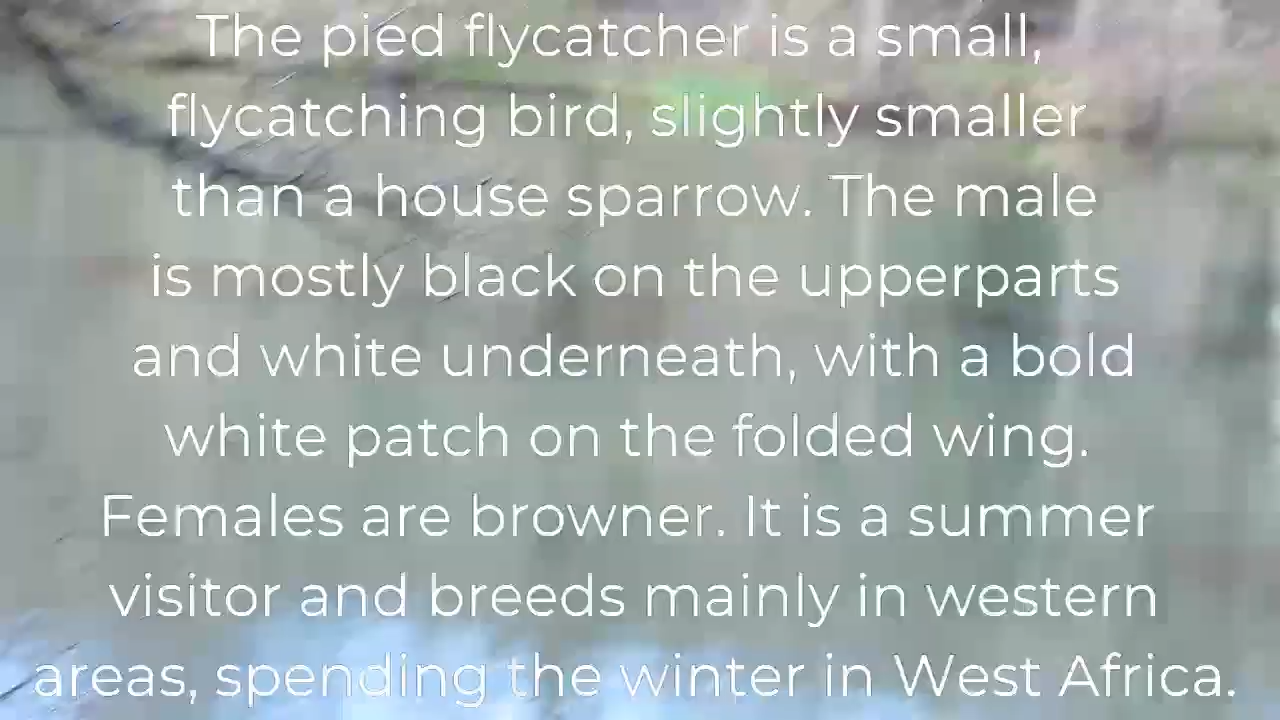 The pied flycatcher is a small,
flycatching bird, slightly smaller
than a house sparrow. The male
is mostly black on the upperparts
and white underneath, with a bold
white patch on the folded wing.
Females are browner. It is a summer
visitor and breeds mainly in western
areas, spending the winter in West Africa.